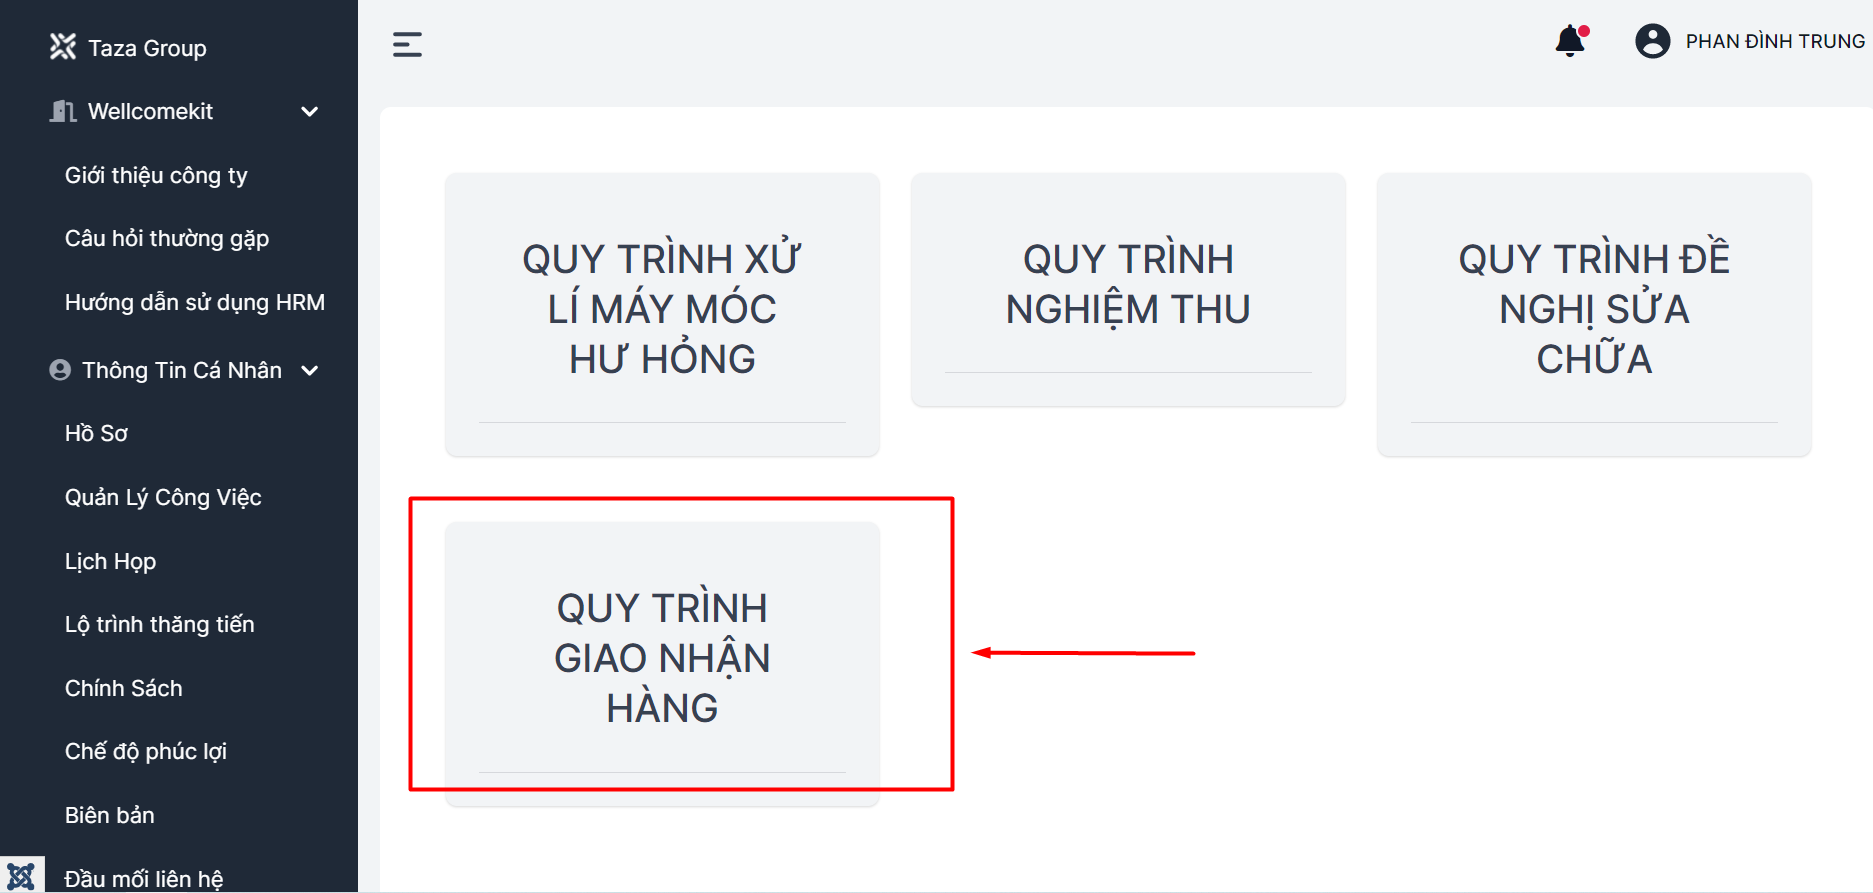 Taza Group
Wellcomekit
Giới thiệu công ty
Câu hỏi thường gặp
Hướng dẫn sử dụng HRM
Thông Tin Cá Nhân
Hồ Sơ
Quản Lý Công Việc
Lịch Họp
Lộ trình thăng tiến
Chính Sách
Chế độ phúc lợi
Biên bản
Đầu mối liên hệ
PHAN ĐÌNH TRUNG
QUY TRÌNH XỬ
LÍ MÁY MÓC
HƯ HỎNG
QUY TRÌNH
NGHIỆM THU
QUY TRÌNH ĐỀ
NGHỊ SỬA
CHỮA
QUY TRÌNH
GIAO NHẬN
HÀNG